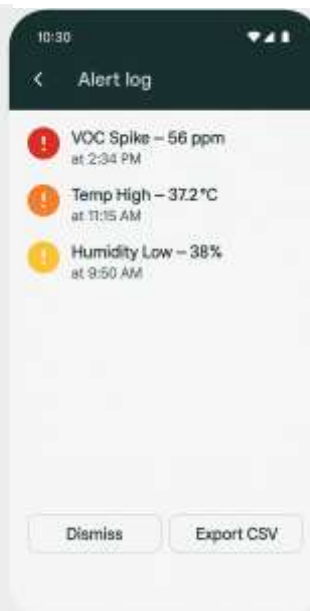 10:30
Alert log
VOC Spike – 56 ppm
at 2:34 PM
Temp High – 37.2°C
at 11:15 AM
Humidity Low – 38%
at 9:50 AM
Dismiss
Export CSV